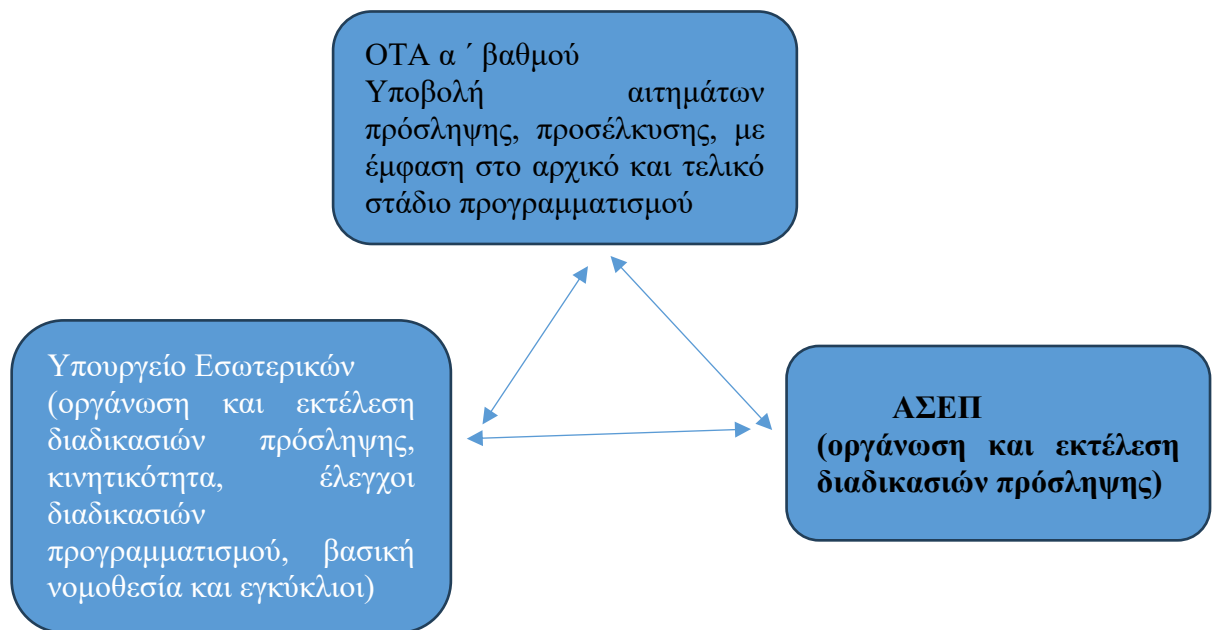 ΟΤΑ α ΄ βαθμού
Υποβολή αιτημάτων
πρόσληψης, προσέλκυσης, με
έμφαση στο αρχικό και τελικό
στάδιο προγραμματισμού
Υπουργείο Εσωτερικών
(οργάνωση και εκτέλεση
διαδικασιών πρόσληψης,
κινητικότητα, έλεγχοι
διαδικασιών
προγραμματισμού, βασική
νομοθεσία και εγκύκλιοι)
ΑΣΕΠ
(οργάνωση και εκτέλεση
διαδικασιών πρόσληψης)